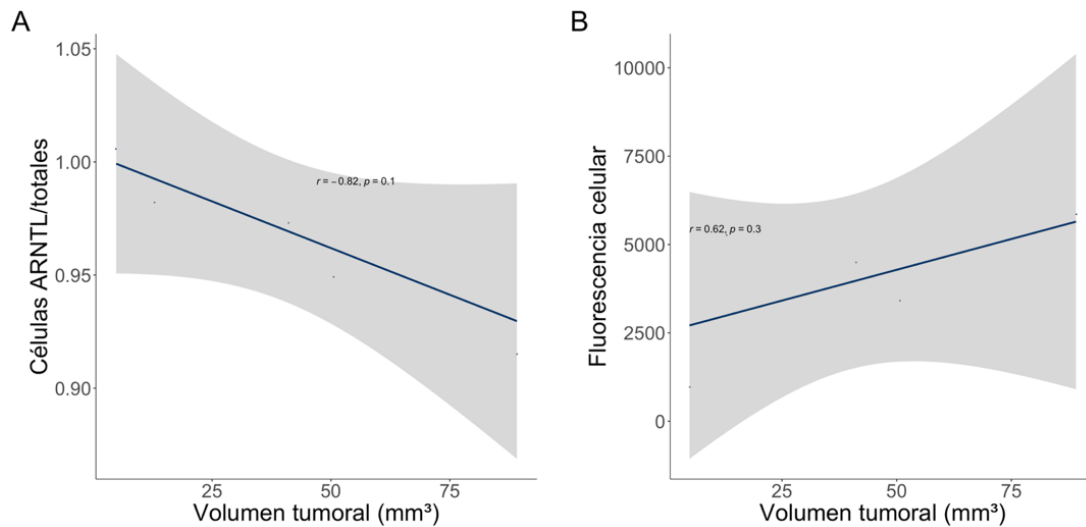 A
1.05
1.00
0.95
0.90
Células ARNTL/totales
r = −0.82, p = 0.1
25
50
75
Volumen tumoral (mm³)
B
10000
7500
5000
2500
0
Fluorescencia celular
r = 0.62, p = 0.3
25
50
75
Volumen tumoral (mm³)